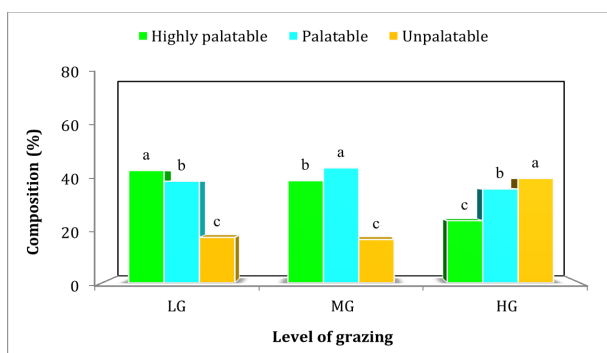 Highly palatable Palatable Unpalatable
80
60
40
20
0
Composition (%)
a b c
b a c
c b a
LG MG HG
Level of grazing